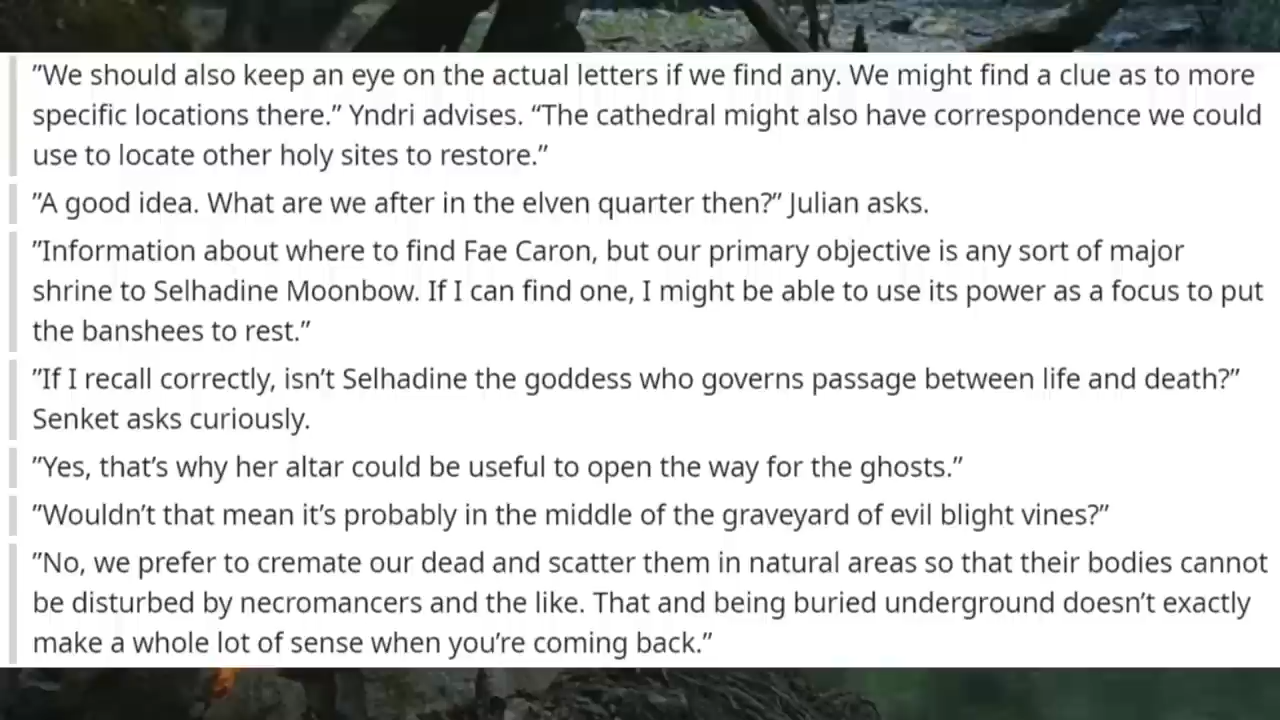 ”We should also keep an eye on the actual letters if we find any. We might find a clue as to more
specific locations there.” Yndri advises. “The cathedral might also have correspondence we could
use to locate other holy sites to restore.”
”A good idea. What are we after in the elven quarter then?” Julian asks.
”Information about where to find Fae Caron, but our primary objective is any sort of major
shrine to Selhadine Moonbow. If I can find one, I might be able to use its power as a focus to put
the banshees to rest.”
”If I recall correctly, isn’t Selhadine the goddess who governs passage between life and death?”
Senket asks curiously.
”Yes, that’s why her altar could be useful to open the way for the ghosts.”
”Wouldn’t that mean it’s probably in the middle of the graveyard of evil blight vines?”
”No, we prefer to cremate our dead and scatter them in natural areas so that their bodies cannot
be disturbed by necromancers and the like. That and being buried underground doesn’t exactly
make a whole lot of sense when you’re coming back.”